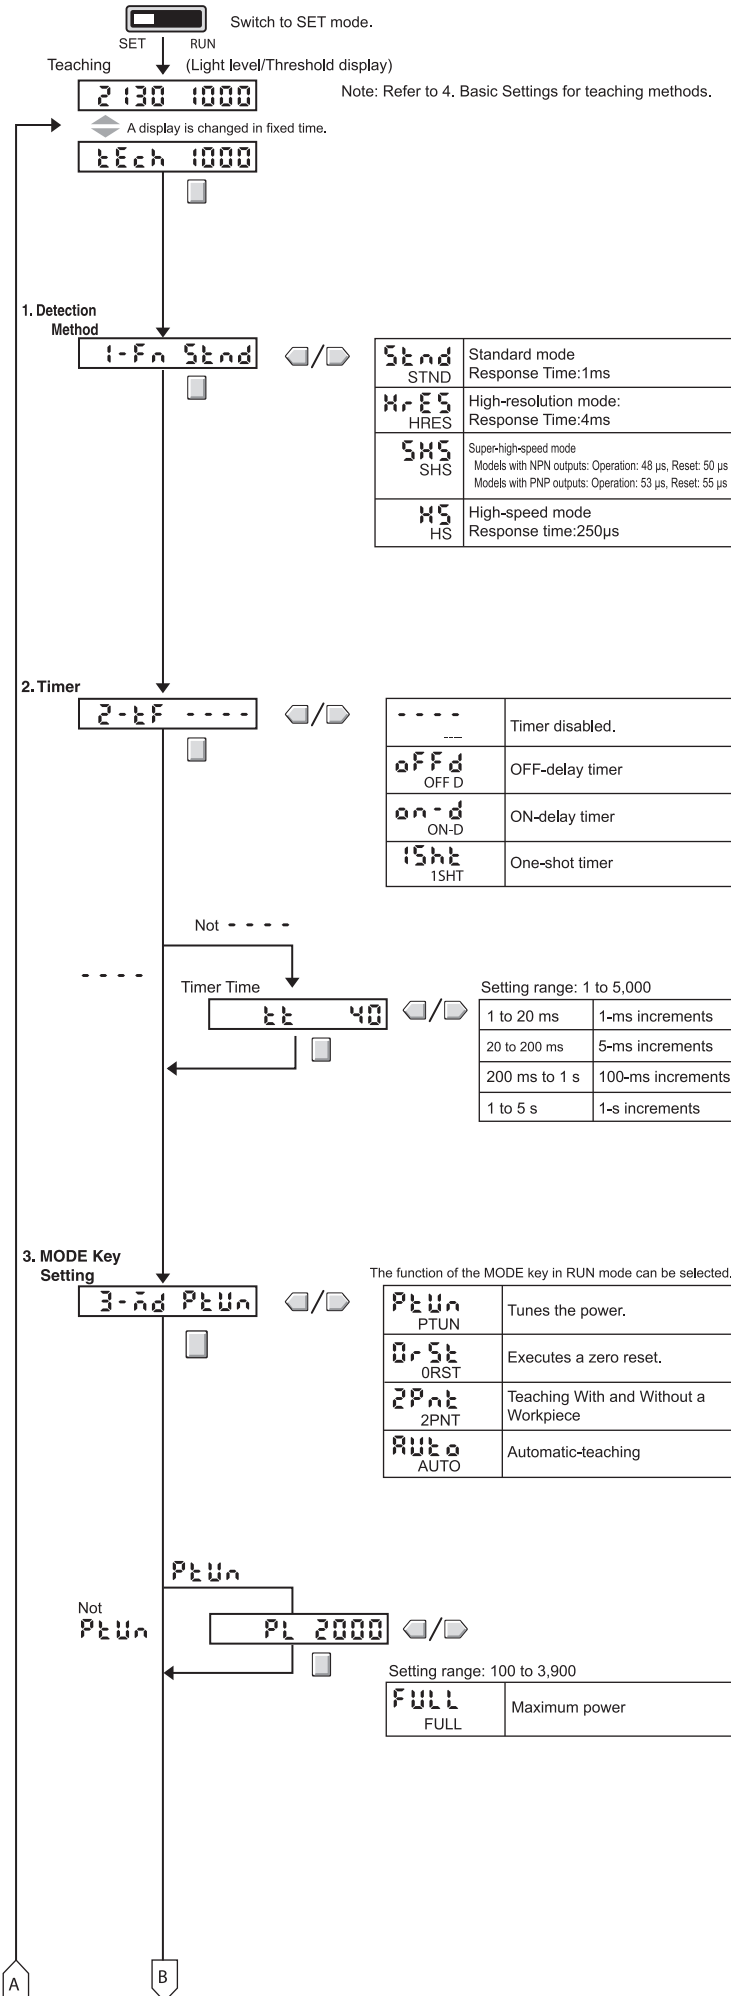 Switch to SET mode.
SET RUN
Teaching (Light level/Threshold display)
2130 1000
Note: Refer to 4. Basic Settings for teaching methods.
A display is changed in fixed time.
tEch 1000
1. Detection
Method
1-Fn Stnd
/
Stnd
STND
Standard mode
Response Time:1ms
HrES
HRES
High-resolution mode:
Response Time:4ms
SHS
SHS
Super-high-speed mode
Models with NPN outputs: Operation: 48 µs, Reset: 50 µs
Models with PNP outputs: Operation: 53 µs, Reset: 55 µs
HS
HS
High-speed mode
Response time:250µs
2. Timer
2-tF ----
/
- - - -
---
Timer disabled.
oFFd
OFF D
OFF-delay timer
on-d
ON-D
ON-delay timer
1Sht
1SHT
One-shot timer
Not - - - -
- - - -
Timer Time
tt 40
/
Setting range: 1 to 5,000
1 to 20 ms 1-ms increments
20 to 200 ms 5-ms increments
200 ms to 1 s 100-ms increments
1 to 5 s 1-s increments
3. MODE Key
Setting
3-md PtUn
/
The function of the MODE key in RUN mode can be selected.
PtUn
PTUN
Tunes the power.
0rSt
0RST
Executes a zero reset.
2Pnt
2PNT
Teaching With and Without a
Workpiece
AUto
AUTO
Automatic-teaching
PtUn
Not
PtUn
PL 2000
/
Setting range: 100 to 3,900
FULL
FULL
Maximum power
A
B